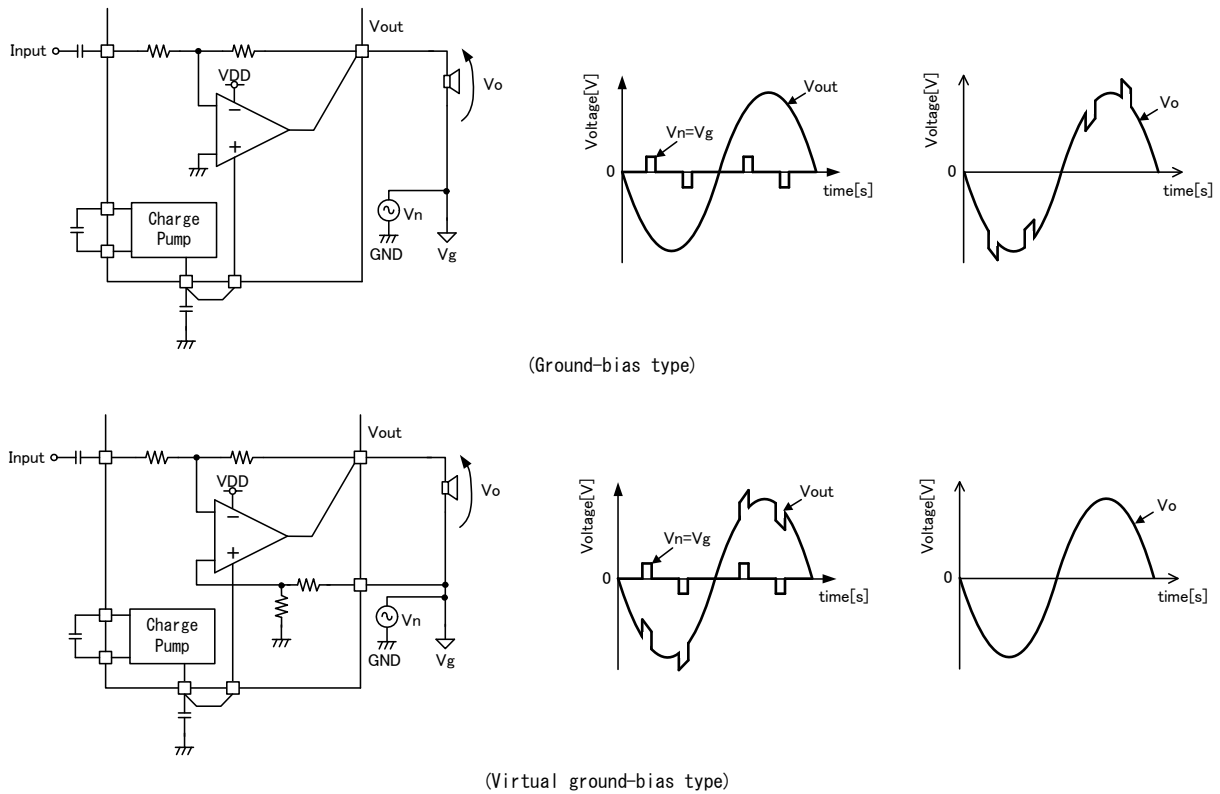 Vout
Input
VDD
Vo
−
+
Charge
Pump
Vn
GND
Vg
Voltage[V]
Vout
Vn=Vg
0
time[s]
Voltage[V]
Vo
0
time[s]
(Ground-bias type)
Vout
Input
VDD
Vo
−
+
Charge
Pump
Vn
GND
Vg
Voltage[V]
Vout
Vn=Vg
0
time[s]
Voltage[V]
Vo
0
time[s]
(Virtual ground-bias type)